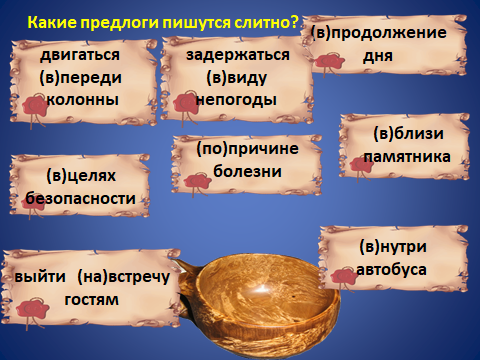 Какие предлоги пишутся слитно?
двигаться
(в)переди
колонны
задержаться
(в)виду
непогоды
(в)продолжение
дня
(по)причине
болезни
(в)близи
памятника
(в)целях
безопасности
выйти (на)встречу
гостям
(в)нутри
автобуса